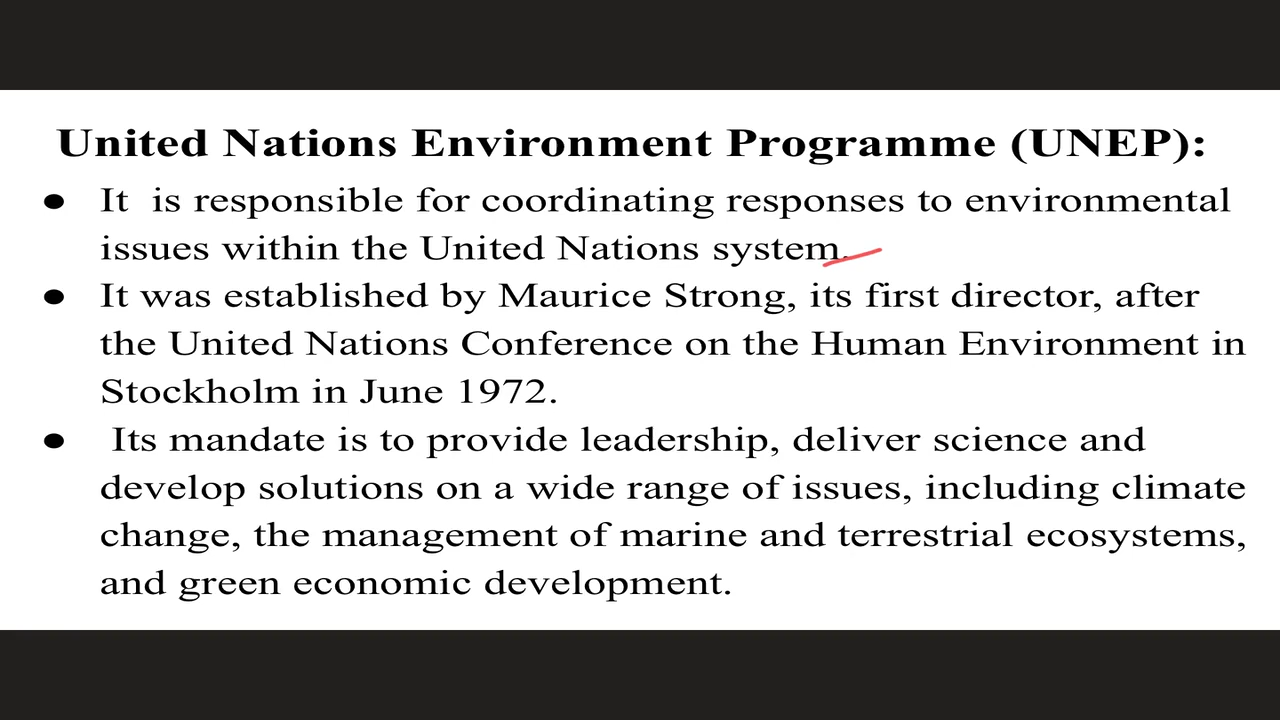 United Nations Environment Programme (UNEP):
● It is responsible for coordinating responses to environmental
issues within the United Nations system.
● It was established by Maurice Strong, its first director, after
the United Nations Conference on the Human Environment in
Stockholm in June 1972.
● Its mandate is to provide leadership, deliver science and
develop solutions on a wide range of issues, including climate
change, the management of marine and terrestrial ecosystems,
and green economic development.